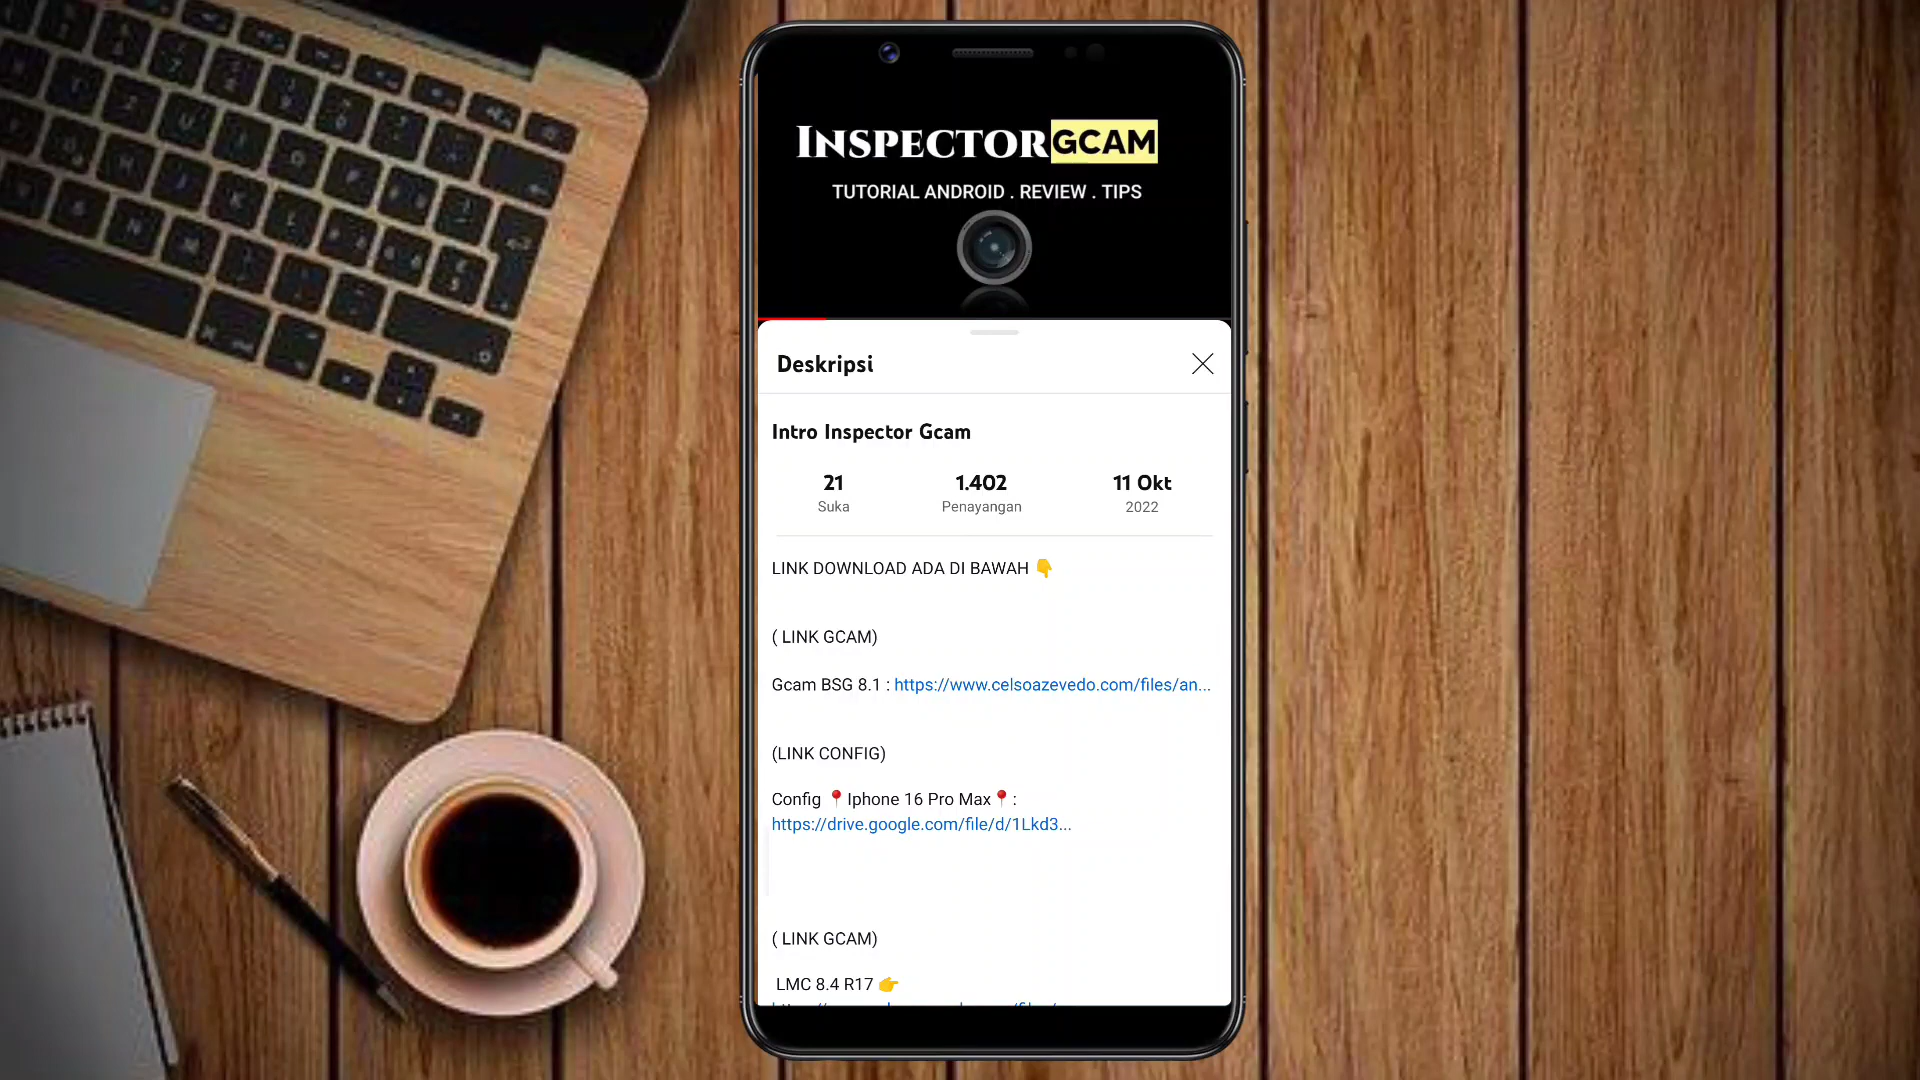 INSPECTORGCAM
TUTORIAL ANDROID . REVIEW . TIPS
Deskripsi
Intro Inspector Gcam
21 1.402 11 Okt
Suka Penayangan 2022
LINK DOWNLOAD ADA DI BAWAH 👇
( LINK GCAM)
Gcam BSG 8.1 : https://www.celsoazevedo.com/files/an...
(LINK CONFIG)
Config 📍Iphone 16 Pro Max📍:
https://drive.google.com/file/d/1Lkd3...
( LINK GCAM)
LMC 8.4 R17 👉